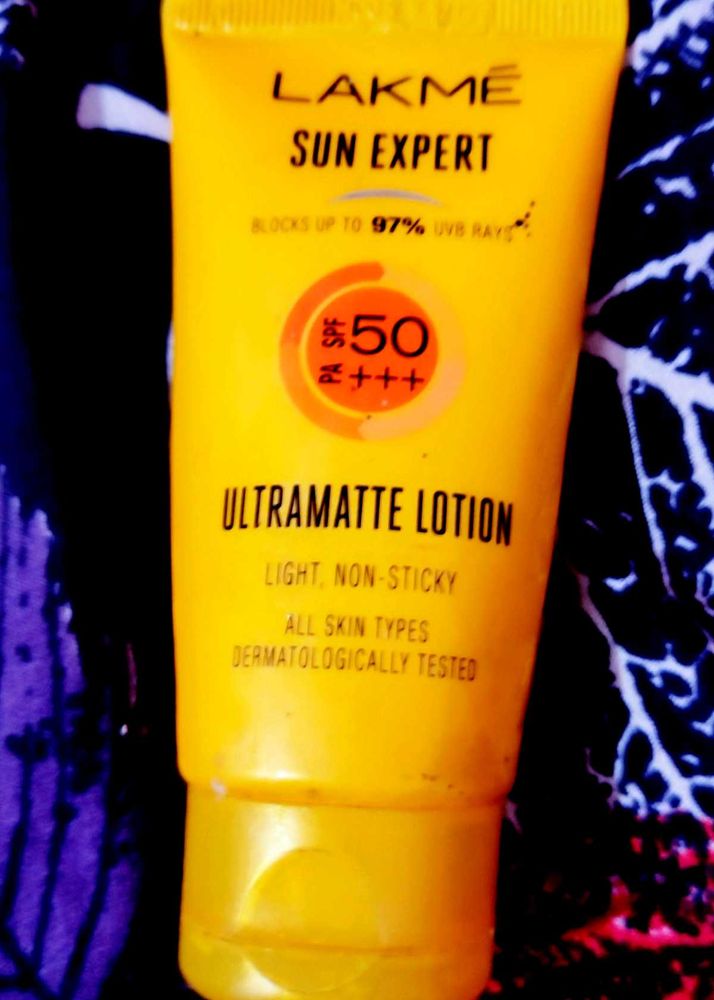 LAKMÉ
SUN EXPERT
BLOCKS UP TO 97% UVB RAYS
SPF 50
PA +++
ULTRAMATTE LOTION
LIGHT, NON-STICKY
ALL SKIN TYPES
DERMATOLOGICALLY TESTED